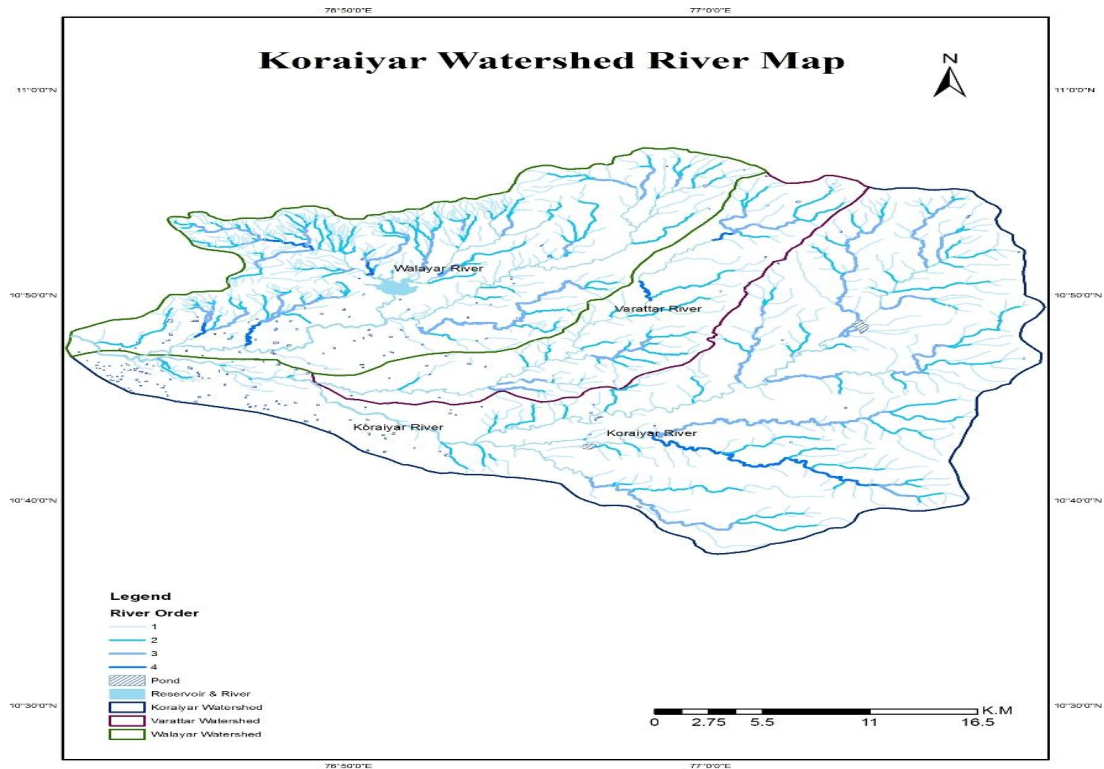 76°50'0"E
77°0'0"E
Koraiyar Watershed River Map
N
11°0'0"N
11°0'0"N
Walayar River
10°50'0"N
10°50'0"N
Varattar River
Koraiyar River
Koraiyar River
10°40'0"N
10°40'0"N
Legend
River Order
1
2
3
4
Pond
Reservoir & River
Koraiyar Watershed
Varattar Watershed
Walayar Watershed
10°30'0"N
10°30'0"N
K.M
0 2.75 5.5 11 16.5
76°50'0"E
77°0'0"E